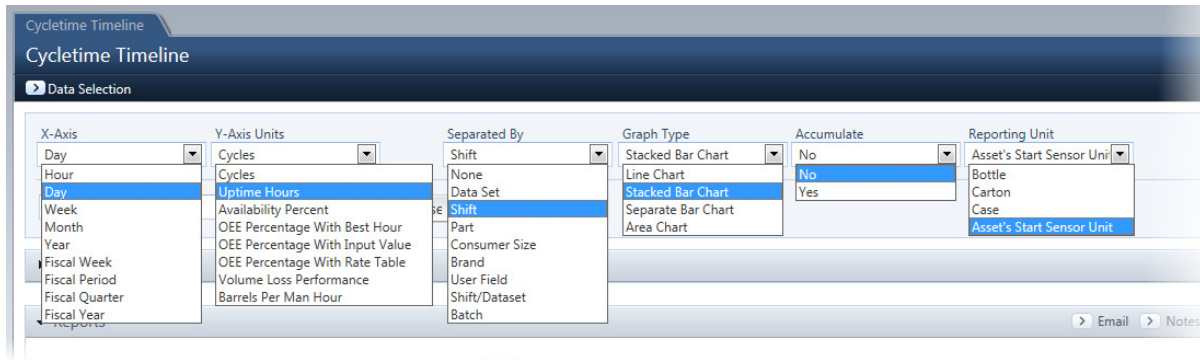 Cycletime Timeline
Cycletime Timeline
Data Selection
X-Axis
Day
Hour
Day
Week
Month
Year
Fiscal Week
Fiscal Period
Fiscal Quarter
Fiscal Year
Y-Axis Units
Cycles
Cycles
Uptime Hours
Availability Percent
OEE Percentage With Best Hour
OEE Percentage With Input Value
OEE Percentage With Rate Table
Volume Loss Performance
Barrels Per Man Hour
Separated By
Shift
None
Data Set
Shift
Part
Consumer Size
Brand
User Field
Shift/Dataset
Batch
Graph Type
Stacked Bar Chart
Line Chart
Stacked Bar Chart
Separate Bar Chart
Area Chart
Accumulate
No
No
Yes
Reporting Unit
Asset's Start Sensor Uni
Bottle
Carton
Case
Asset's Start Sensor Unit
se
Reports
Email
Notes